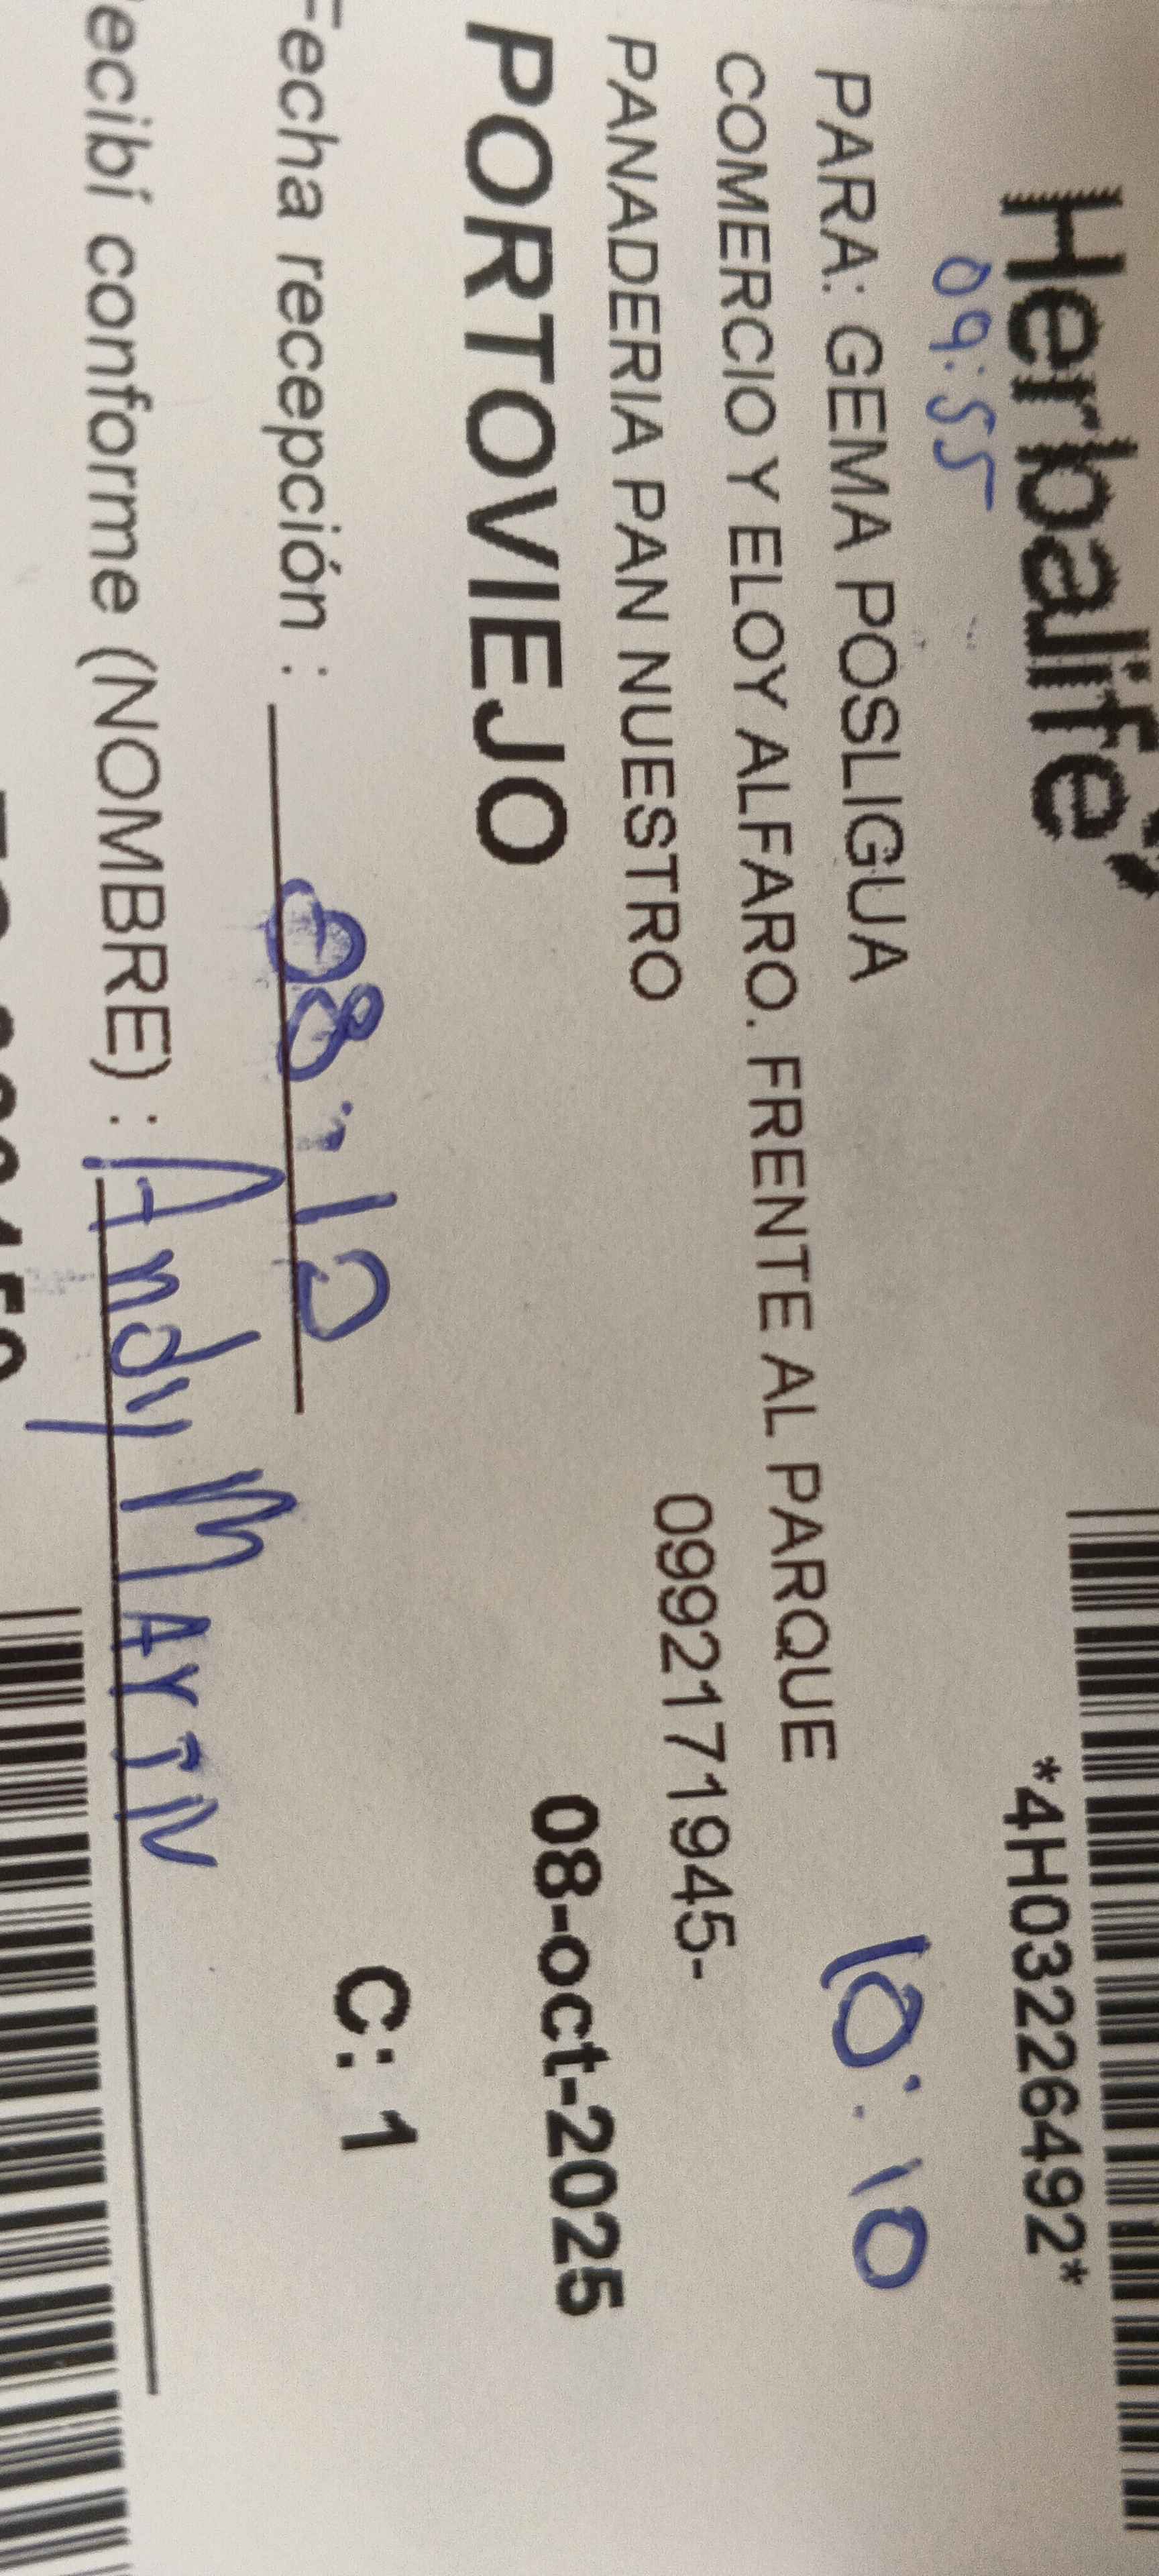 Herbalife
*4H03226492*
09:55
PARA: GEMA POSLIGUA
10:10
COMERCIO Y ELOY ALFARO. FRENTE AL PARQUE
PANADERIA PAN NUESTRO
0992171945-
PORTOVIEJO
08-oct-2025
Fecha recepción : 08.10
C: 1
ecibí conforme (NOMBRE) : Andy